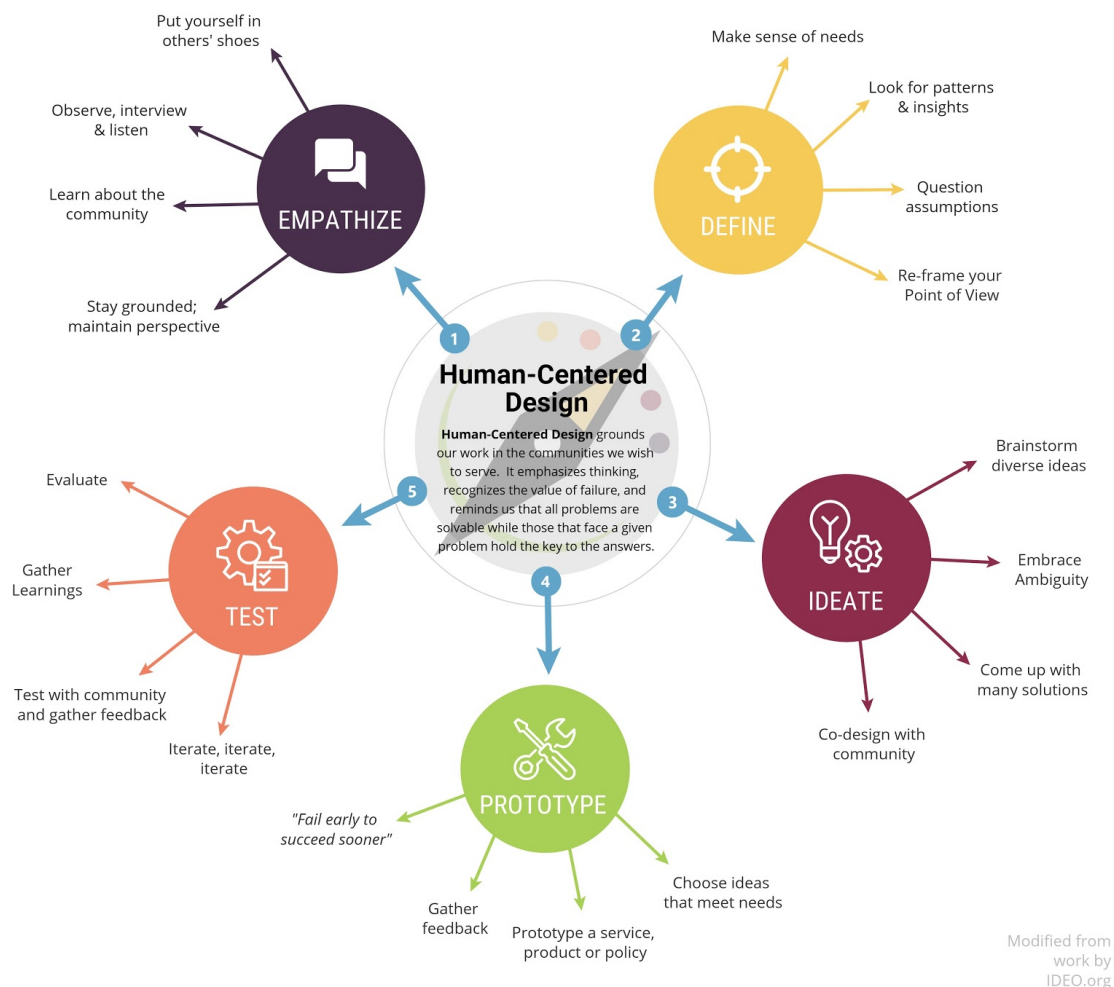 Put yourself in
others' shoes
Observe, interview
& listen
Learn about the
community
Stay grounded;
maintain perspective
EMPATHIZE
Make sense of needs
Look for patterns
& insights
Question
assumptions
Re-frame your
Point of View
DEFINE
1
2
Human-Centered
Design
Human-Centered Design grounds
our work in the communities we wish
to serve. It emphasizes thinking,
recognizes the value of failure, and
reminds us that all problems are
solvable while those that face a given
problem hold the key to the answers.
3
4
5
Brainstorm
diverse ideas
Embrace
Ambiguity
Come up with
many solutions
Co-design with
community
IDEATE
PROTOTYPE
"Fail early to
succeed sooner"
Gather
feedback
Prototype a service,
product or policy
Choose ideas
that meet needs
Evaluate
Gather
Learnings
Test with community
and gather feedback
Iterate, iterate,
iterate
TEST
Modified from
work by
IDEO.org